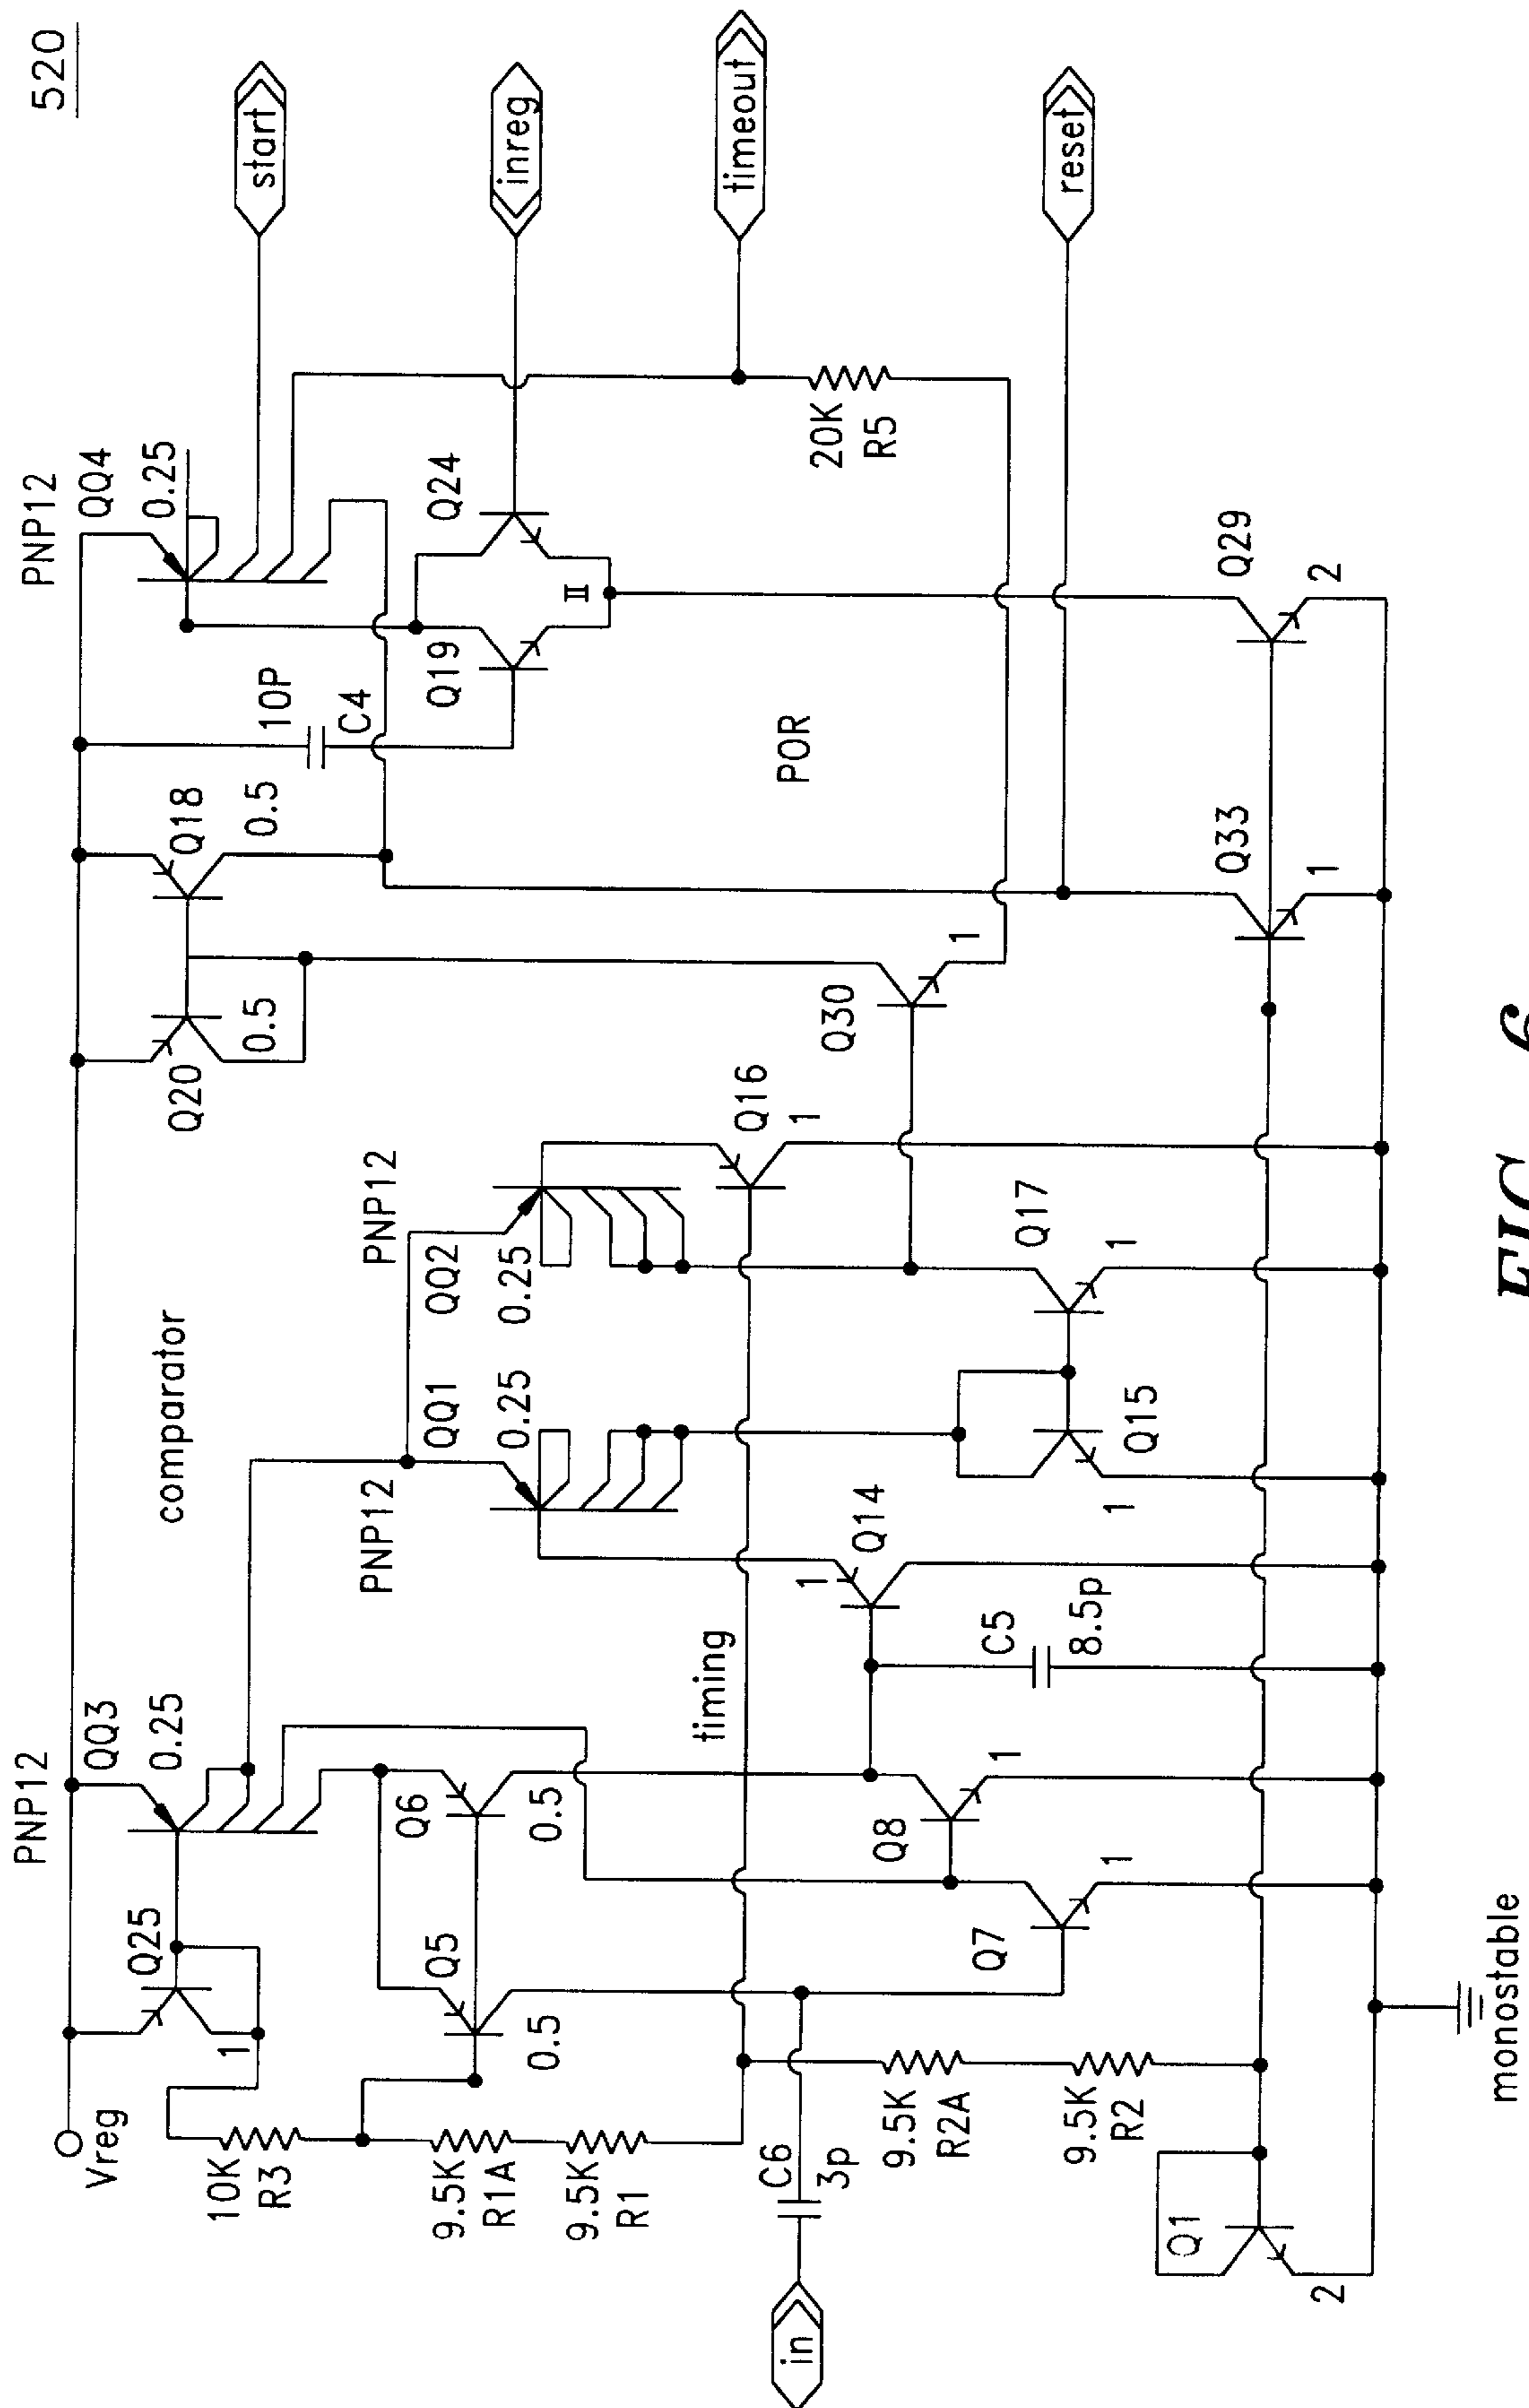 520
PNP12
QQ4
0.25
start
inreg
timeout
reset
Q24
20K
R5
Q19
II
10P
C4
POR
Q29
2
Q33
1
Q18
0.5
Q20
0.5
Q30
1
PNP12
QQ2
0.25
Q16
1
Q17
1
comparator
PNP12
QQ1
0.25
Q15
1
Q14
1
C5
8.5p
timing
PNP12
QQ3
0.25
Q25
1
Q6
0.5
Q5
0.5
Q8
1
Q7
1
Vreg
10K
R3
9.5K
R1A
9.5K
R1
C6
3p
9.5K
R2A
9.5K
R2
in
Q1
2
monostable
FIG. 6